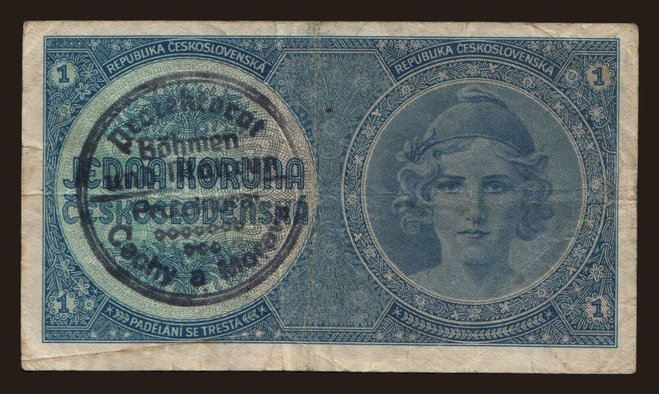 REPUBLIKA ČESKOSLOVENSKÁ
REPUBLIKA ČESKOSLOVENSKÁ
1
1
Protektorat
Böhmen
und Mähren
JEDNA KORUNA
ČESKOSLOVENSKÁ
Čechy a Morava
1
1
PADĚLÁNÍ SE TRESTÁ